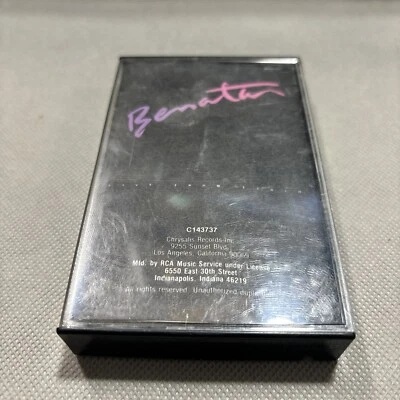 Benatar
C143737
Chrysalis Records Inc.
9255 Sunset Blvd.
Los Angeles, California 90069
Mfd. by RCA Music Service under License
6550 East 30th Street
Indianapolis, Indiana 46219
All rights reserved. Unauthorized